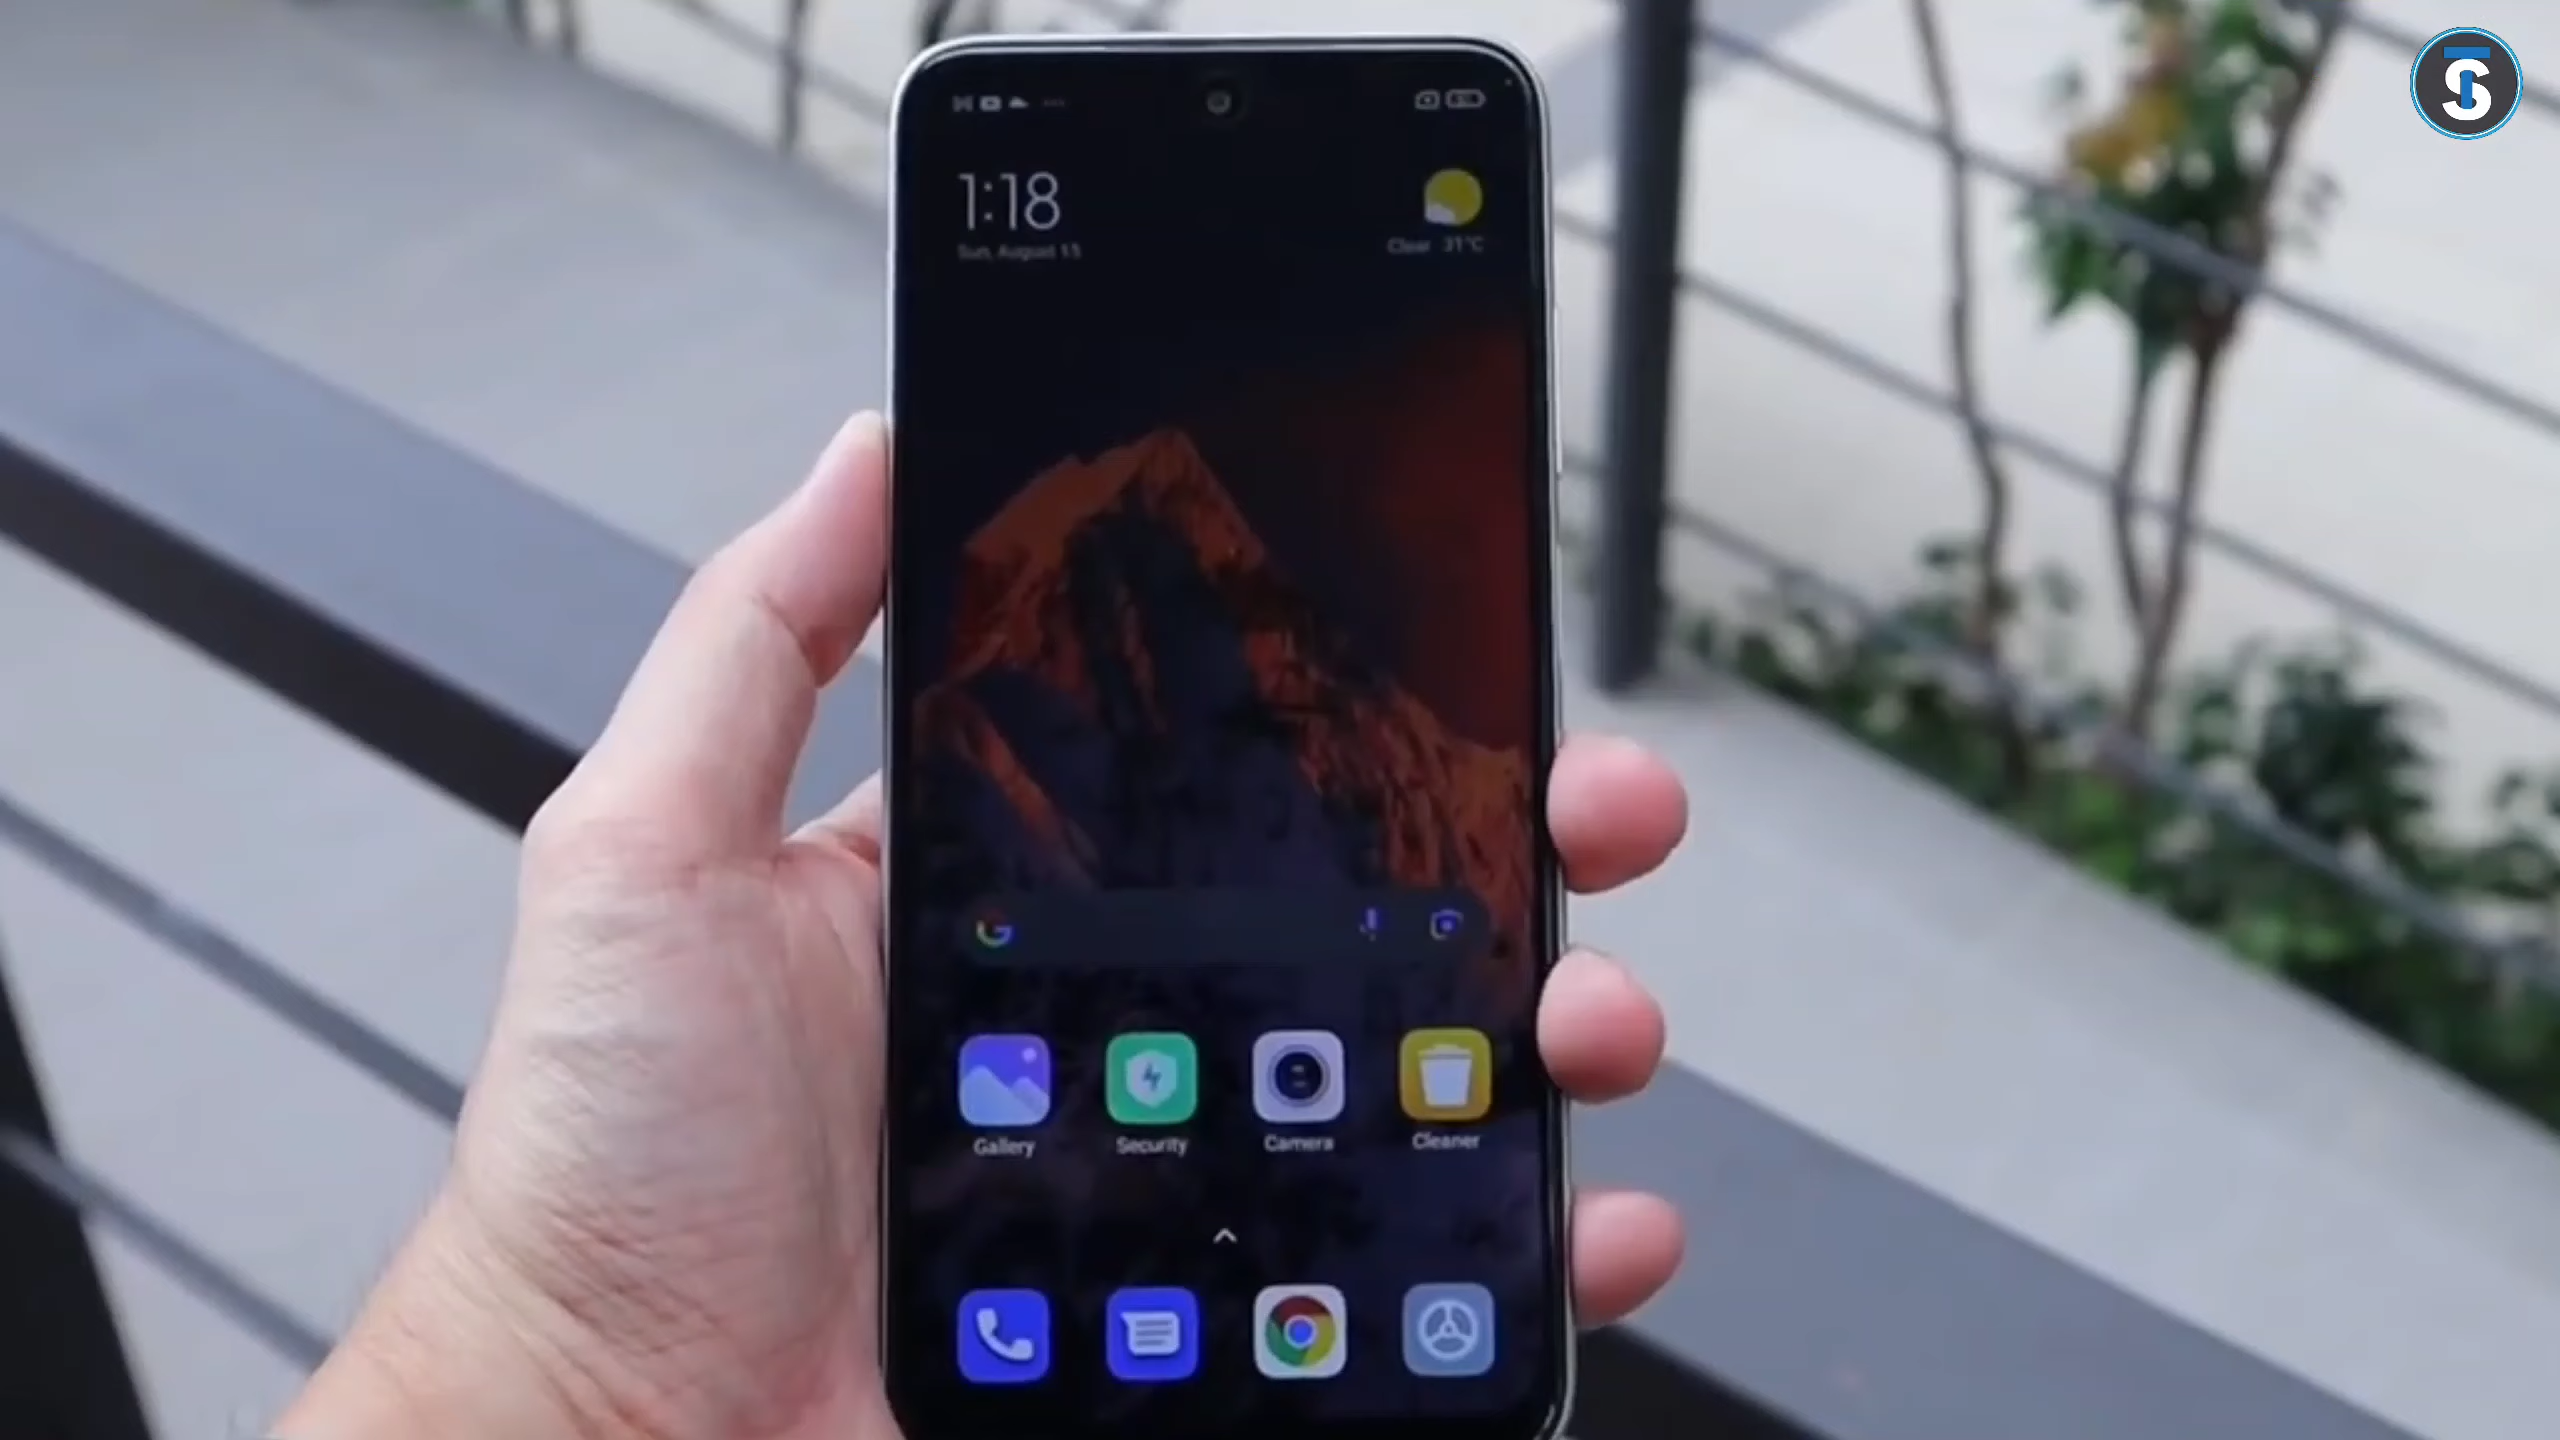 1:18
Sun, August 15
Clear 31°C
Gallery
Security
Camera
Cleaner